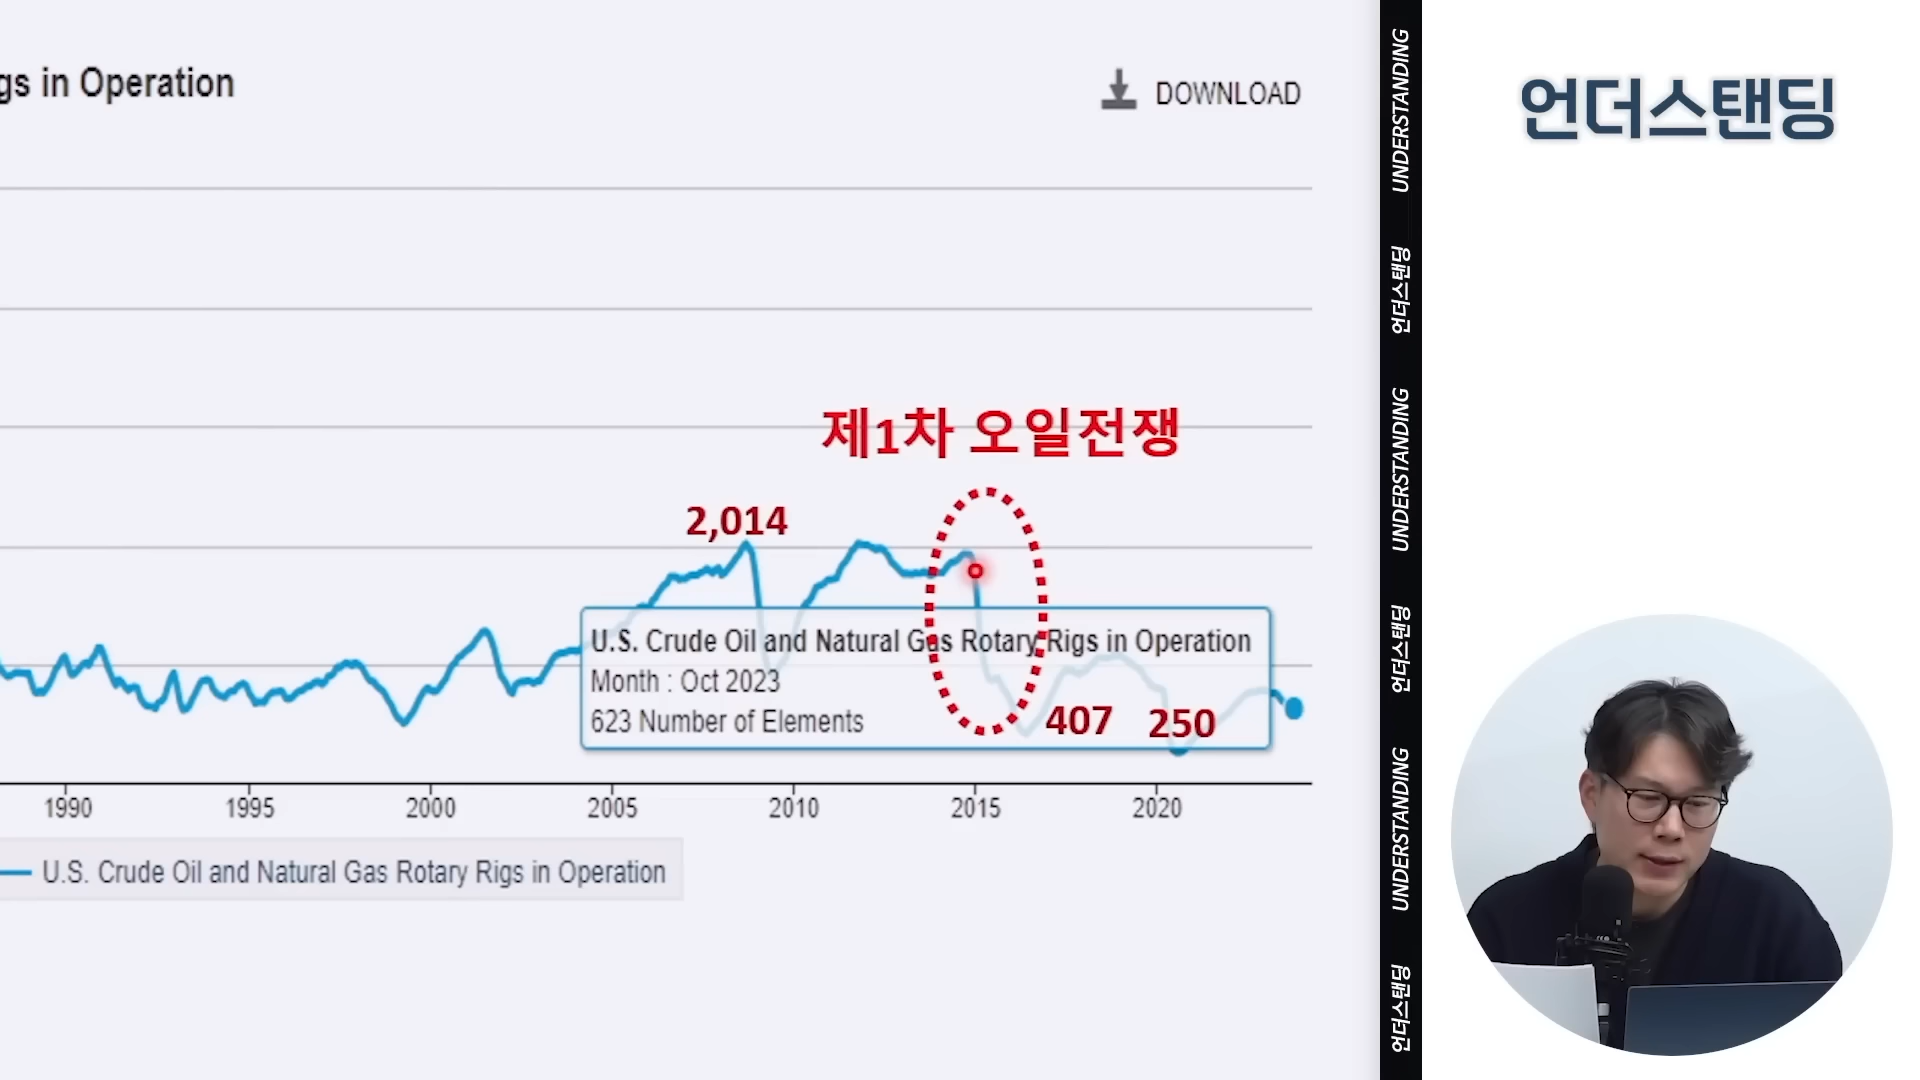 gs in Operation
DOWNLOAD
제1차 오일전쟁
2,014
U.S. Crude Oil and Natural Gas Rotary Rigs in Operation
Month : Oct 2023
623 Number of Elements
407
250
1990
1995
2000
2005
2010
2015
2020
U.S. Crude Oil and Natural Gas Rotary Rigs in Operation
UNDERSTANDING
언더스탠딩
UNDERSTANDING
언더스탠딩
UNDERSTANDING
언더스탠딩
언더스탠딩